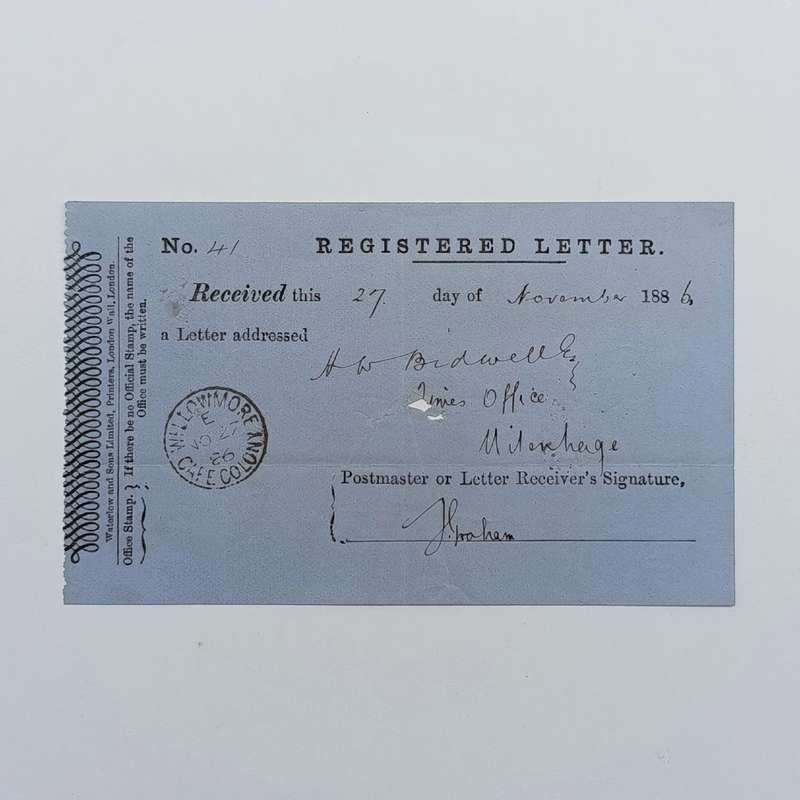 No. 41 REGISTERED LETTER.
Received this 27 day of November 1886,
a Letter addressed
H W Bidwell Esq
Times Office
Uitenhage
Postmaster or Letter Receiver's Signature,
Graham
WILLOWMORE
E
NO 27
86
CAPE COLONY
Office Stamp. { If there be no Official Stamp, the name of the
Office must be written.
Waterlow and Sons Limited, Printers, London Wall, London.